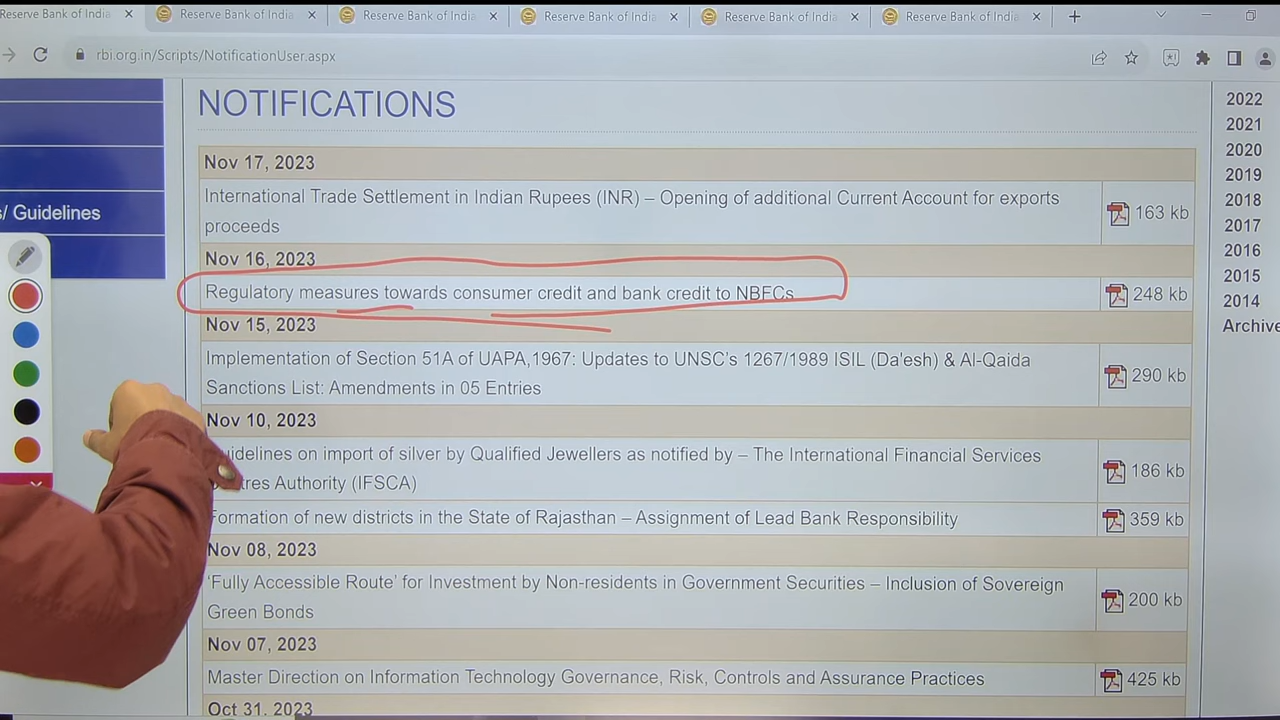 Reserve Bank of India
Reserve Bank of India
Reserve Bank of India
Reserve Bank of India
Reserve Bank of India
Reserve Bank of India
rbi.org.in/Scripts/NotificationUser.aspx
NOTIFICATIONS
Nov 17, 2023
International Trade Settlement in Indian Rupees (INR) – Opening of additional Current Account for exports
proceeds
163 kb
Nov 16, 2023
Regulatory measures towards consumer credit and bank credit to NBFCs
248 kb
Nov 15, 2023
Implementation of Section 51A of UAPA,1967: Updates to UNSC's 1267/1989 ISIL (Da'esh) & Al-Qaida
Sanctions List: Amendments in 05 Entries
290 kb
Nov 10, 2023
uidelines on import of silver by Qualified Jewellers as notified by – The International Financial Services
tres Authority (IFSCA)
186 kb
Formation of new districts in the State of Rajasthan – Assignment of Lead Bank Responsibility
359 kb
Nov 08, 2023
'Fully Accessible Route' for Investment by Non-residents in Government Securities – Inclusion of Sovereign
Green Bonds
200 kb
Nov 07, 2023
Master Direction on Information Technology Governance, Risk, Controls and Assurance Practices
425 kb
Oct 31, 2023
s/ Guidelines
2022
2021
2020
2019
2018
2017
2016
2015
2014
Archive